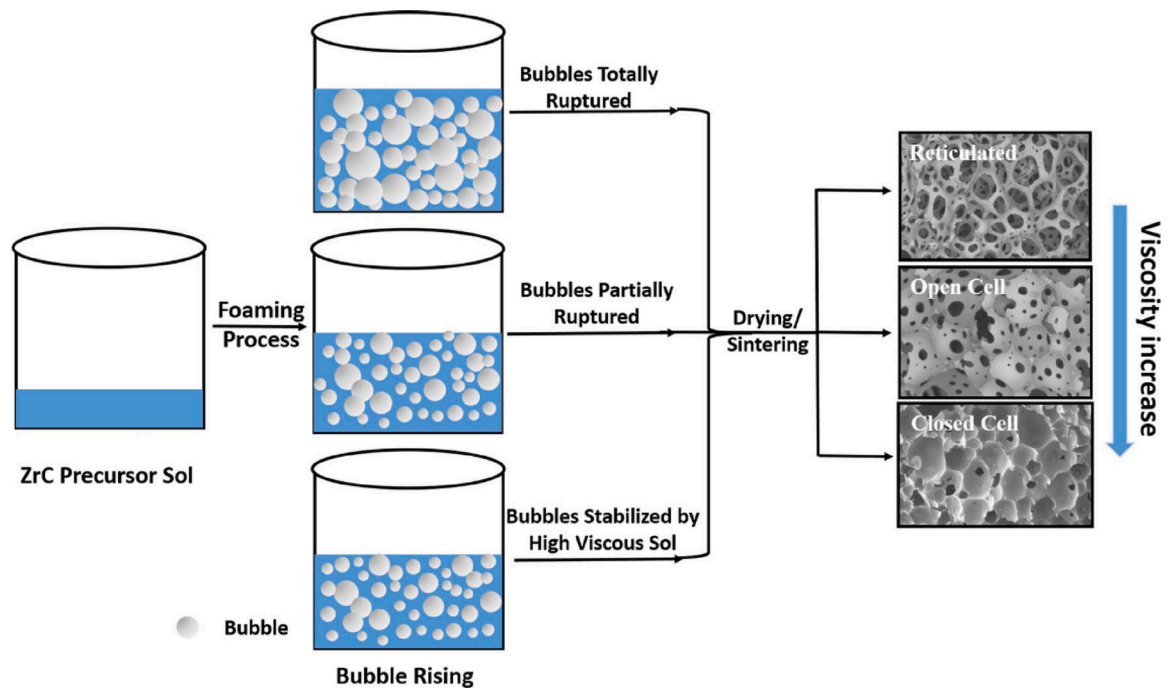 Bubbles Totally
Ruptured
Reticulated
Foaming
Process
Bubbles Partially
Ruptured
Drying/
Sintering
Open Cell
Viscosity increase
Closed Cell
ZrC Precursor Sol
Bubbles Stabilized by
High Viscous Sol
Bubble
Bubble Rising